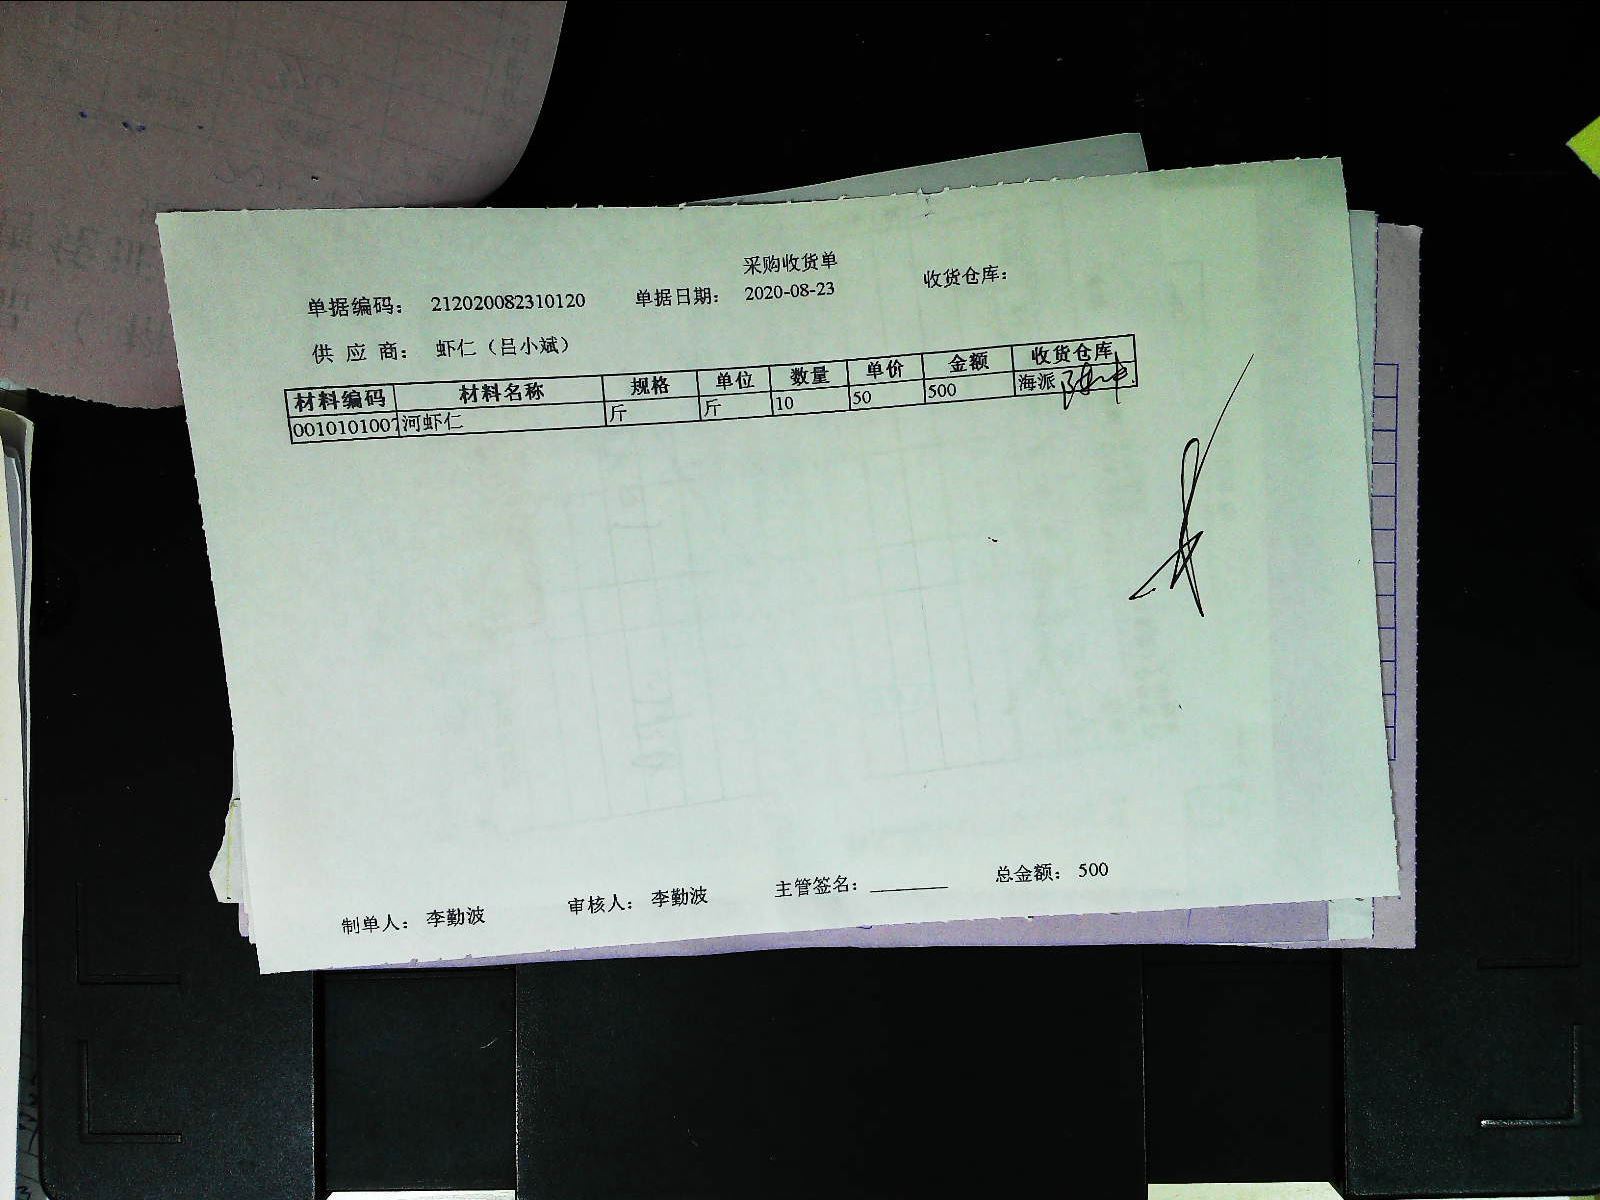 采购收货单
单据编码： 212020082310120 单据日期： 2020-08-23 收货仓库：
供 应 商： 虾仁（吕小斌）
材料编码 材料名称 规格 单位 数量 单价 金额 收货仓库
0010101007 河虾仁 斤 斤 10 50 500 海派
制单人： 李勤波 审核人： 李勤波 主管签名： 总金额： 500